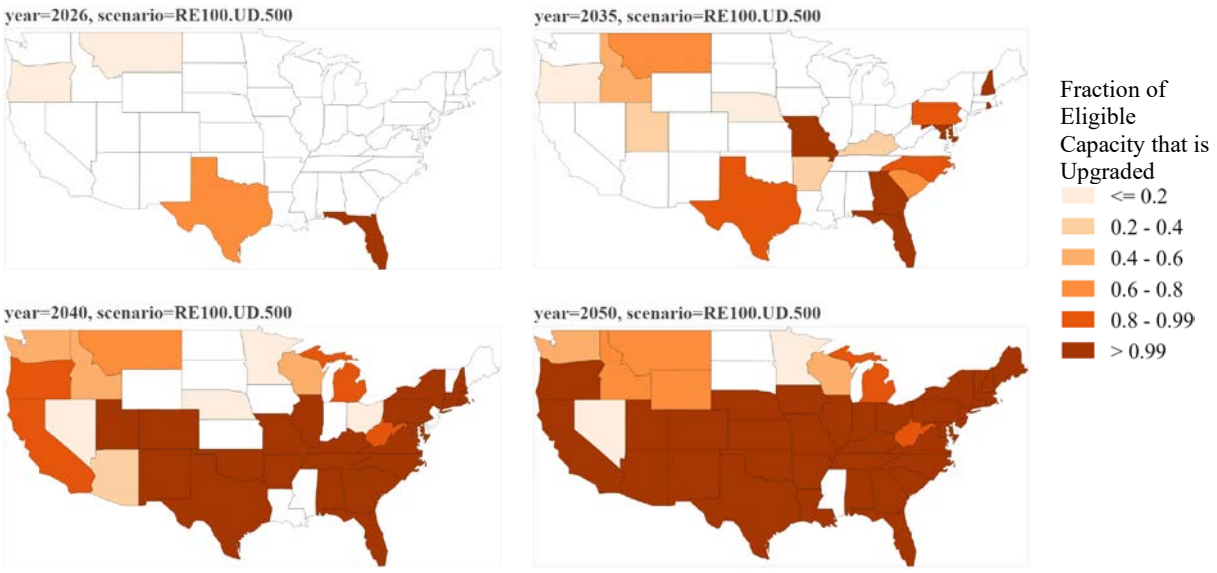 year=2026, scenario=RE100.UD.500
year=2035, scenario=RE100.UD.500
Fraction of
Eligible
Capacity that is
Upgraded
<= 0.2
0.2 - 0.4
0.4 - 0.6
0.6 - 0.8
0.8 - 0.99
> 0.99
year=2040, scenario=RE100.UD.500
year=2050, scenario=RE100.UD.500